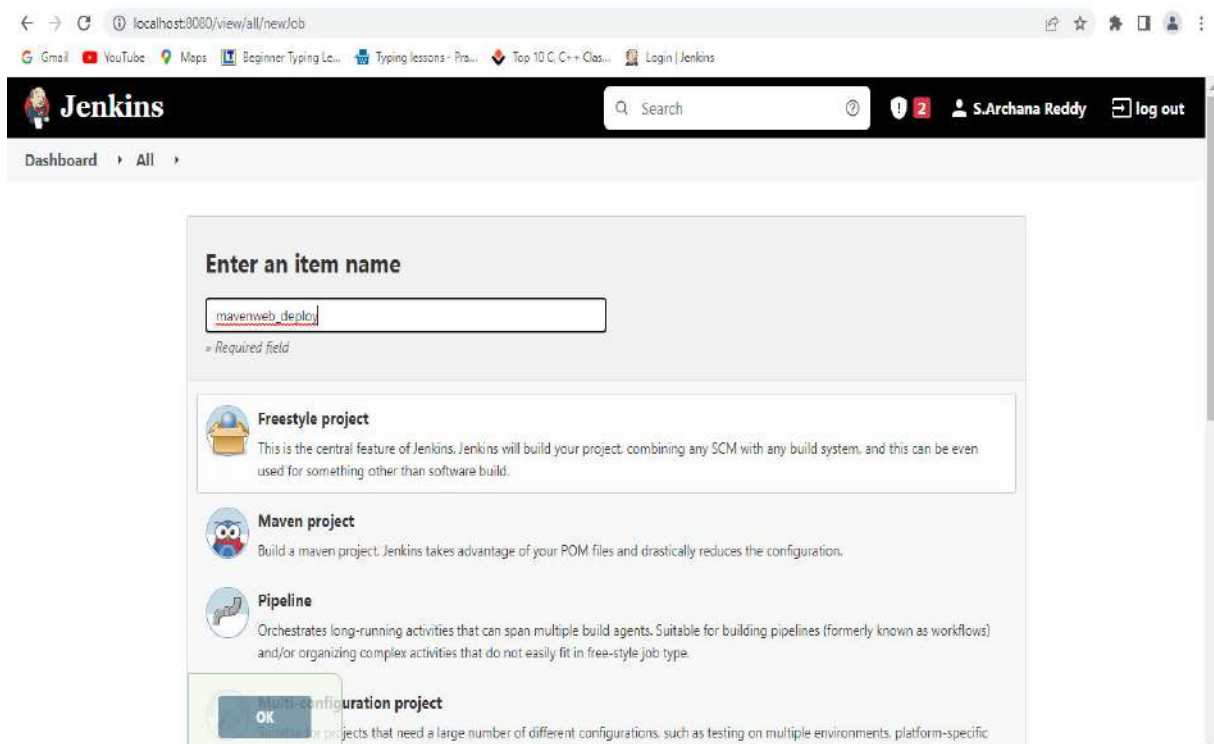 localhost:8080/view/all/newJob
Gmail YouTube Maps Beginner Typing Le... Typing lessons - Pra... Top 10 C, C++ Clas... Login | Jenkins
Jenkins Search 2 S.Archana Reddy log out
Dashboard All
Enter an item name
mavenweb_deploy
» Required field
Freestyle project
This is the central feature of Jenkins. Jenkins will build your project, combining any SCM with any build system, and this can be even
used for something other than software build.
Maven project
Build a maven project. Jenkins takes advantage of your POM files and drastically reduces the configuration.
Pipeline
Orchestrates long-running activities that can span multiple build agents. Suitable for building pipelines (formerly known as workflows)
and/or organizing complex activities that do not easily fit in free-style job type.
Multi-configuration project
OK
Suitable for projects that need a large number of different configurations, such as testing on multiple environments, platform-specific